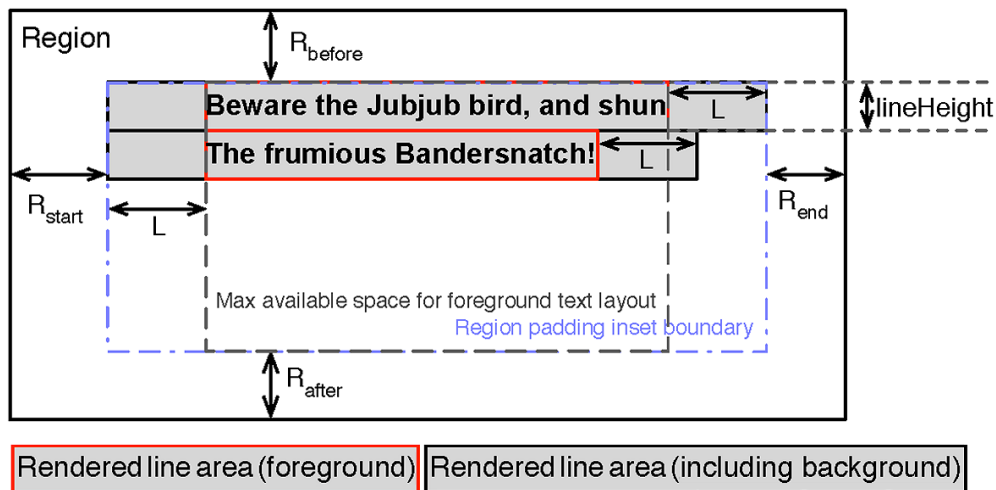 Region
Rbefore
Beware the Jubjub bird, and shun
L
lineHeight
The frumious Bandersnatch!
L
Rstart
L
Rend
Max available space for foreground text layout
Region padding inset boundary
Rafter
Rendered line area (foreground)
Rendered line area (including background)